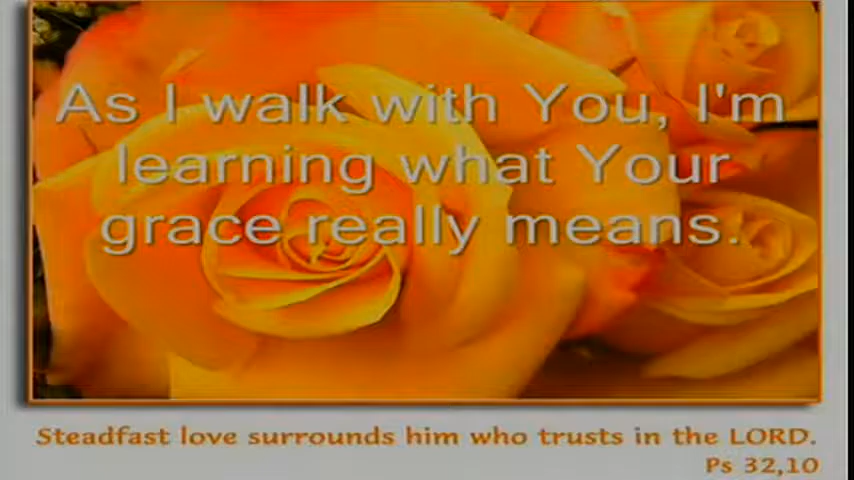 As I walk with You, I'm
learning what Your
grace really means.
Steadfast love surrounds him who trusts in the LORD.
Ps 32,10